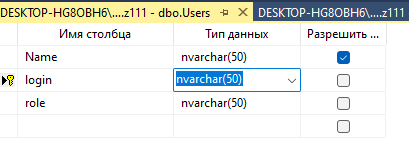 DESKTOP-HG8OBH6\....z111 - dbo.Users DESKTOP-HG8OBH6\....z111
Имя столбца Тип данных Разрешить ...
Name nvarchar(50)
login nvarchar(50)
role nvarchar(50)